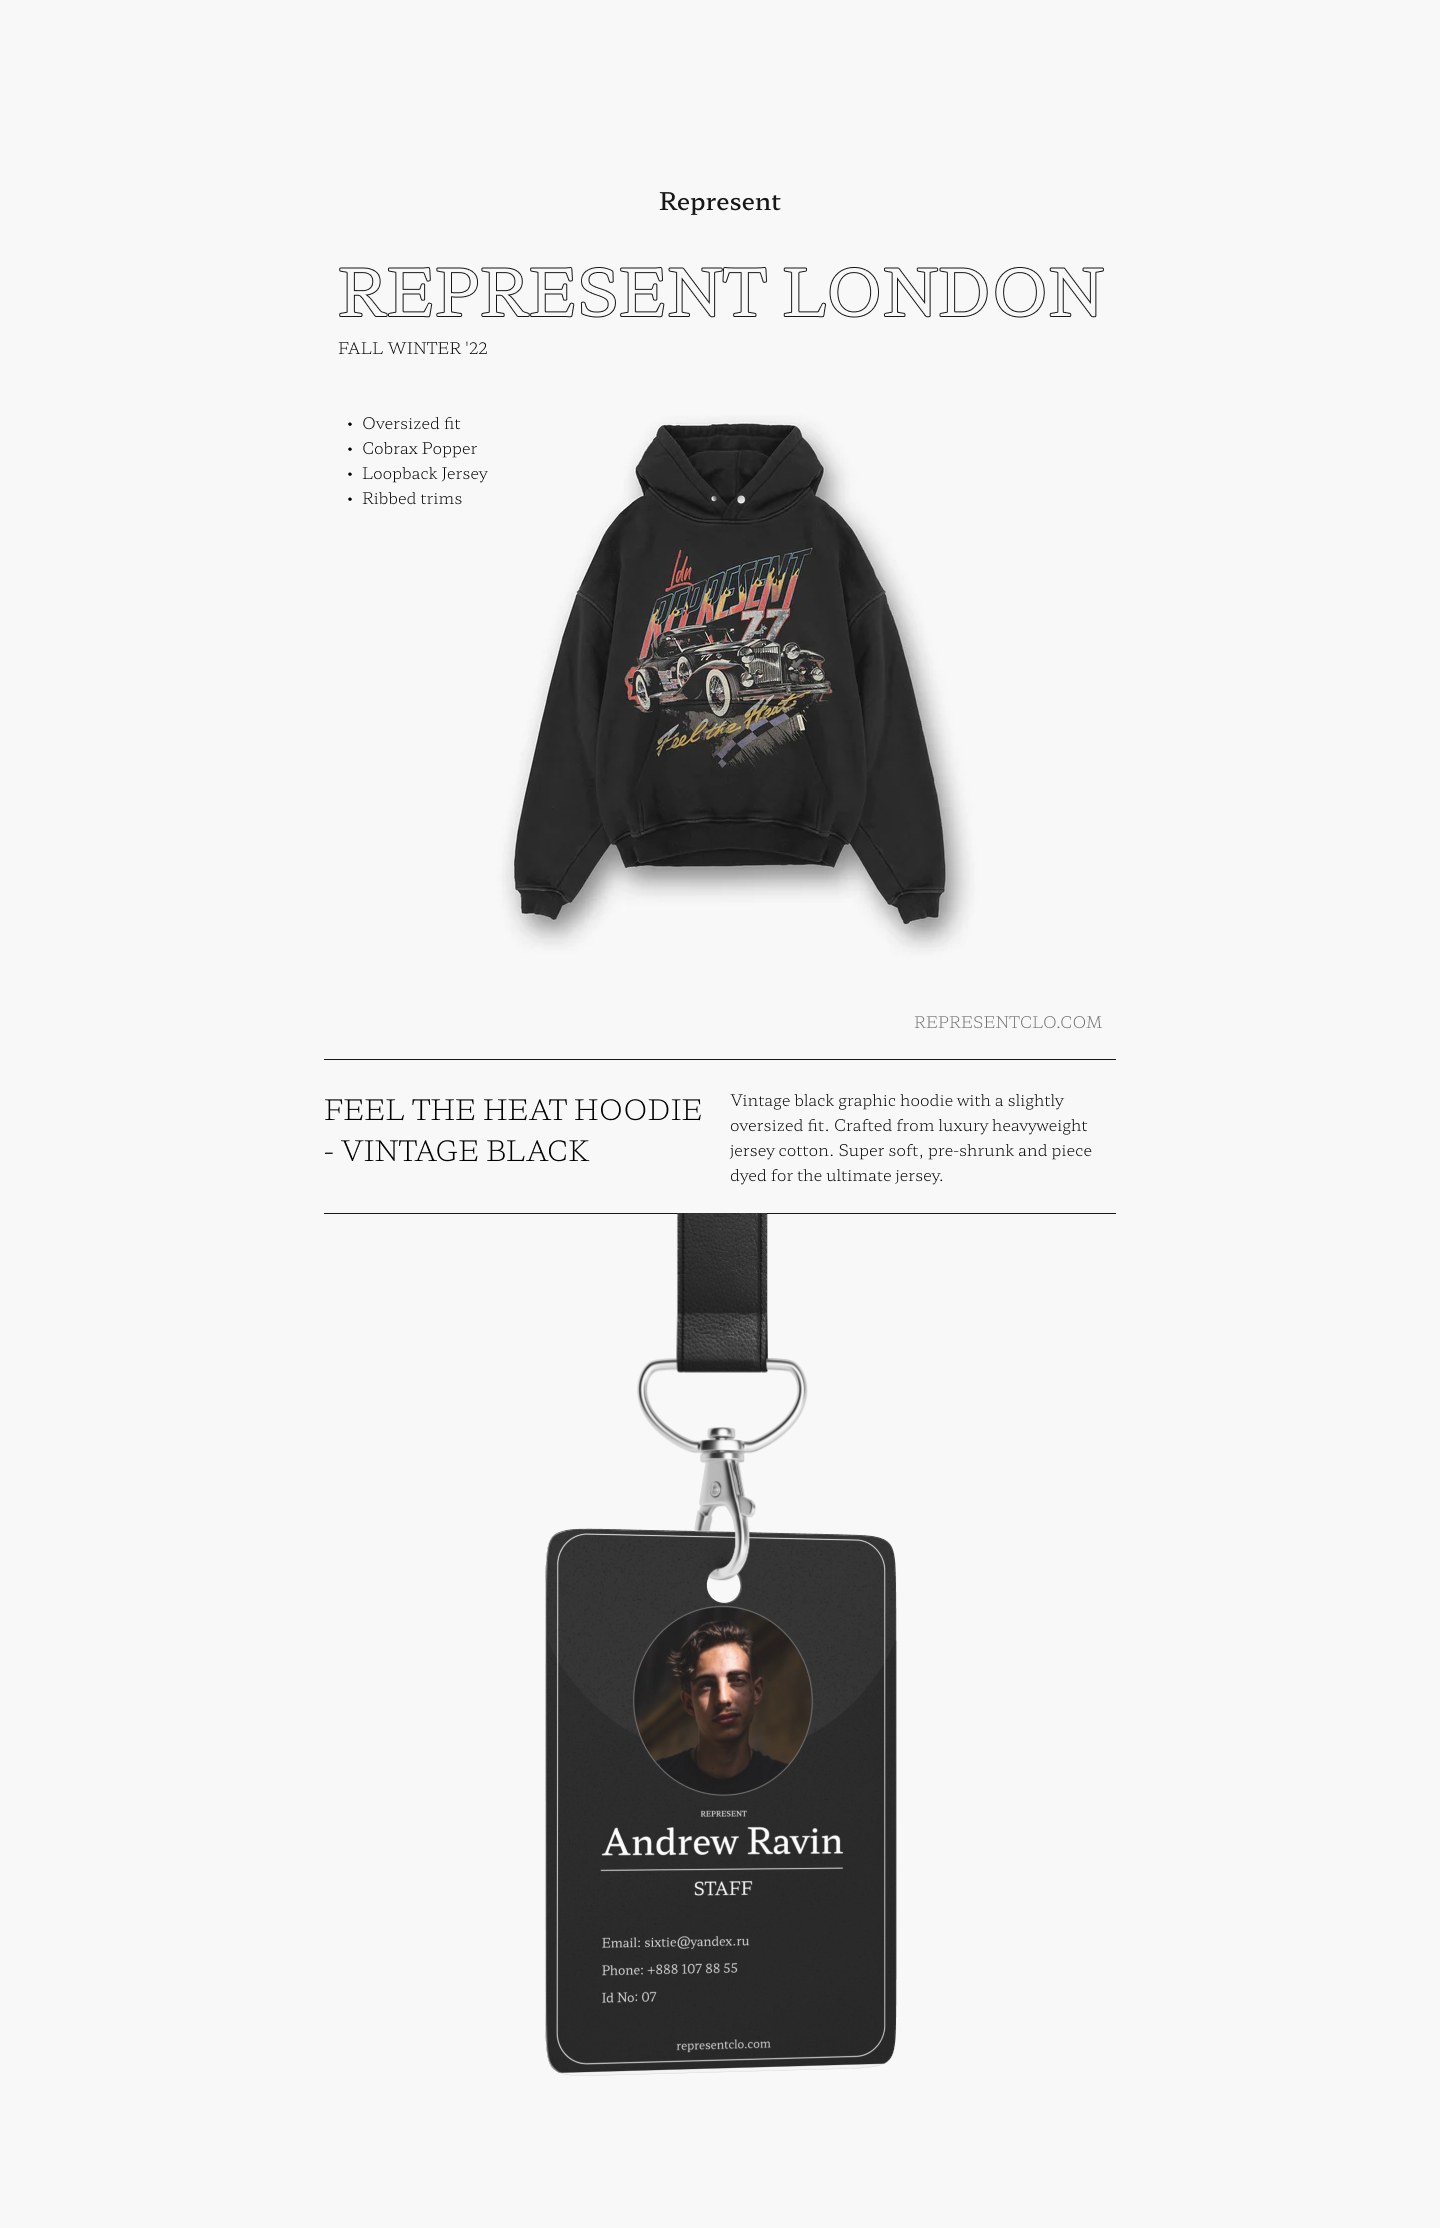 Represent
REPRESENT LONDON
FALL WINTER '22
• Oversized fit
• Cobrax Popper
• Loopback Jersey
• Ribbed trims
Ldn
REPRESENT
77
Feel the Heat
REPRESENTCLO.COM
FEEL THE HEAT HOODIE
- VINTAGE BLACK
Vintage black graphic hoodie with a slightly
oversized fit. Crafted from luxury heavyweight
jersey cotton. Super soft, pre-shrunk and piece
dyed for the ultimate jersey.
REPRESENT
Andrew Ravin
STAFF
Email: sixtie@yandex.ru
Phone: +888 107 88 55
Id No: 07
representclo.com